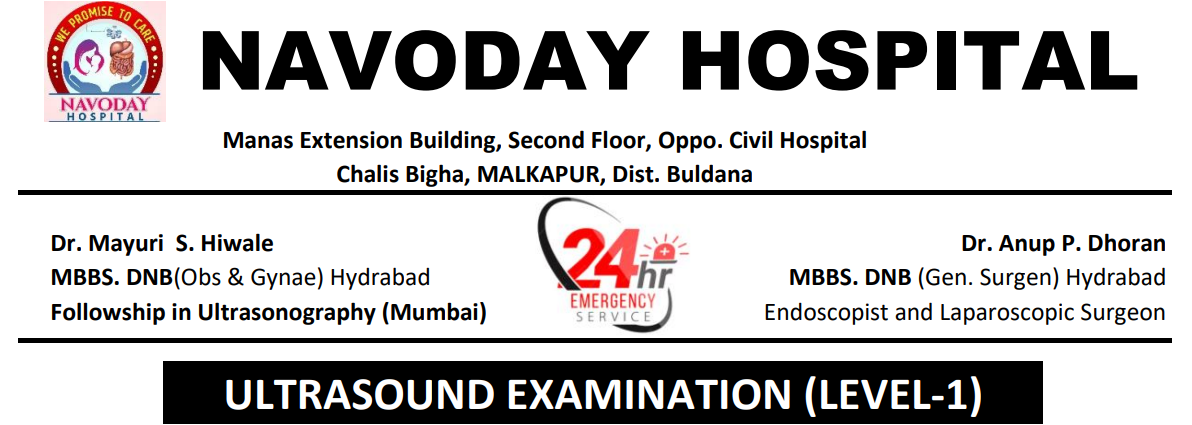 WE PROMISE TO CARE
NAVODAY
HOSPITAL
NAVODAY HOSPITAL
Manas Extension Building, Second Floor, Oppo. Civil Hospital
Chalis Bigha, MALKAPUR, Dist. Buldana
Dr. Mayuri S. Hiwale
MBBS. DNB(Obs & Gynae) Hydrabad
Followship in Ultrasonography (Mumbai)
24hr
EMERGENCY
SERVICE
Dr. Anup P. Dhoran
MBBS. DNB (Gen. Surgen) Hydrabad
Endoscopist and Laparoscopic Surgeon
ULTRASOUND EXAMINATION (LEVEL-1)